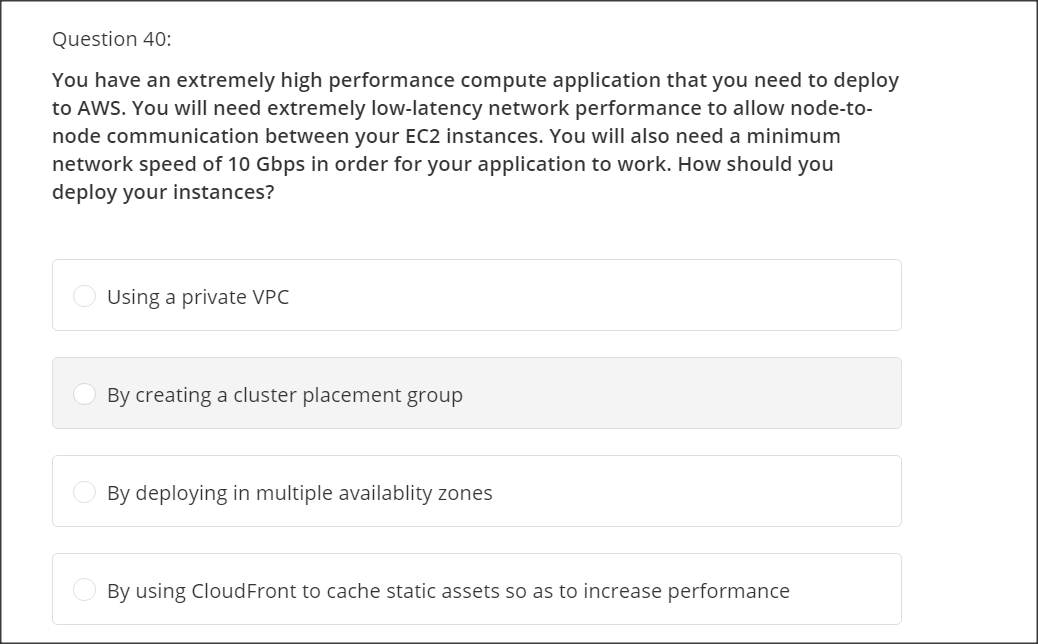 Question 40:
You have an extremely high performance compute application that you need to deploy
to AWS. You will need extremely low-latency network performance to allow node-to-
node communication between your EC2 instances. You will also need a minimum
network speed of 10 Gbps in order for your application to work. How should you
deploy your instances?
Using a private VPC
By creating a cluster placement group
By deploying in multiple availablity zones
By using CloudFront to cache static assets so as to increase performance